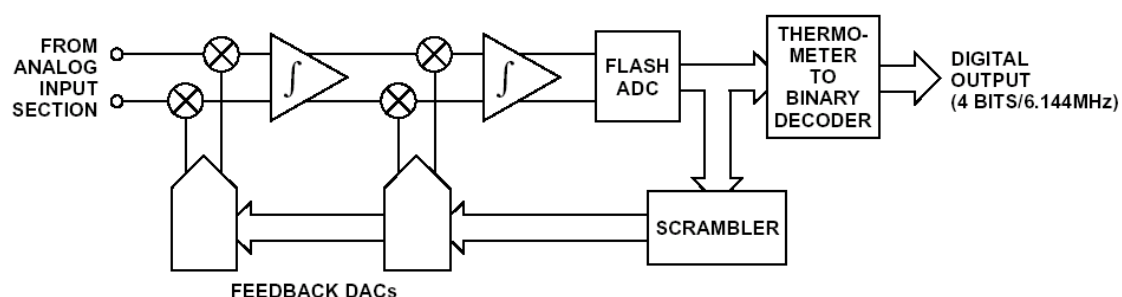 FROM
ANALOG
INPUT
SECTION
∫
∫
FLASH
ADC
THERMO-
METER
TO
BINARY
DECODER
DIGITAL
OUTPUT
(4 BITS/6.144MHz)
SCRAMBLER
FEEDBACK DACs